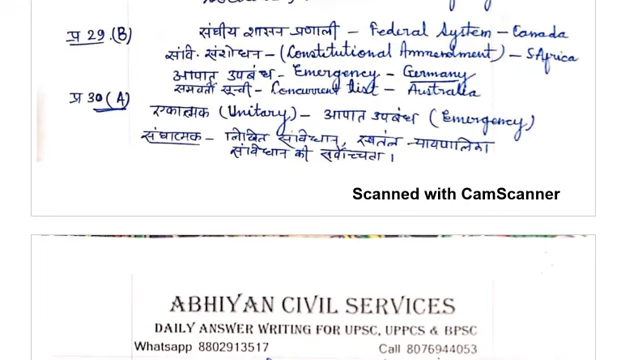 प्र 29.(B) संघीय शासन प्रणाली - Federal System - Canada
संवि. संशोधन - (Constitutional Ammendment) - S Africa
आपात उपबंध - Emergency - Germany
समवर्ती सूची - Concurrent List - Australia
प्र 30(A)
एकात्मक (Unitary) - आपात उपबंध (Emergency)
संघात्मक - लिखित संविधान, स्वतंत्र न्यायपालिका
संविधान की सर्वोच्चता।
Scanned with CamScanner
ABHIYAN CIVIL SERVICES
DAILY ANSWER WRITING FOR UPSC, UPPCS & BPSC
Whatsapp 8802913517 Call 8076944053